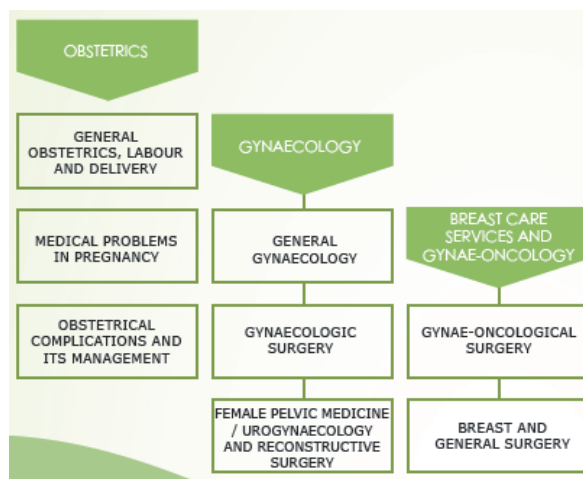 OBSTETRICS
GENERAL
OBSTETRICS, LABOUR
AND DELIVERY
MEDICAL PROBLEMS
IN PREGNANCY
OBSTETRICAL
COMPLICATIONS AND
ITS MANAGEMENT
GYNAECOLOGY
GENERAL
GYNAECOLOGY
GYNAECOLOGIC
SURGERY
FEMALE PELVIC MEDICINE
/ UROGYNAECOLOGY
AND RECONSTRUCTIVE
SURGERY
BREAST CARE
SERVICES AND
GYNAE-ONCOLOGY
GYNAE-ONCOLOGICAL
SURGERY
BREAST AND
GENERAL SURGERY